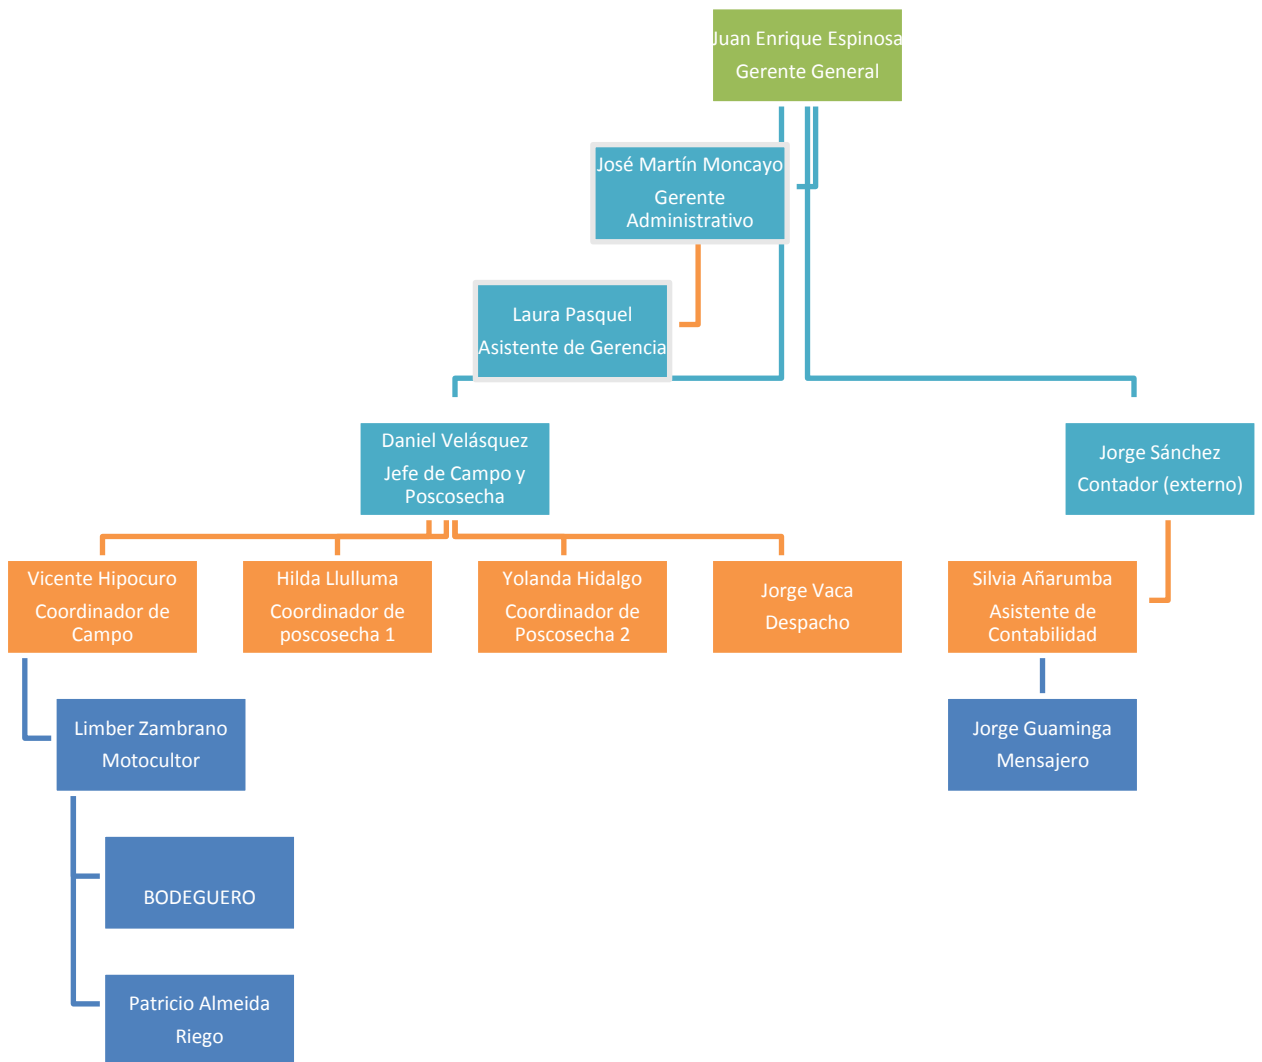 Juan Enrique Espinosa
Gerente General
José Martín Moncayo
Gerente
Administrativo
Laura Pasquel
Asistente de Gerencia
Daniel Velásquez
Jefe de Campo y
Poscosecha
Jorge Sánchez
Contador (externo)
Vicente Hipocuro
Coordinador de
Campo
Hilda Llulluma
Coordinador de
poscosecha 1
Yolanda Hidalgo
Coordinador de
Poscosecha 2
Jorge Vaca
Despacho
Silvia Añarumba
Asistente de
Contabilidad
Limber Zambrano
Motocultor
Jorge Guaminga
Mensajero
BODEGUERO
Patricio Almeida
Riego